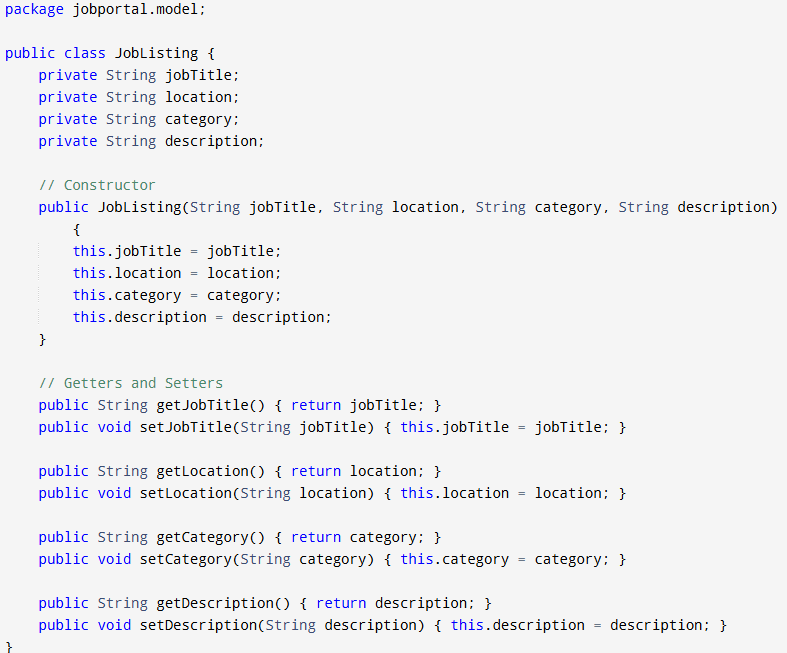 package jobportal.model;

public class JobListing {
    private String jobTitle;
    private String location;
    private String category;
    private String description;

    // Constructor
    public JobListing(String jobTitle, String location, String category, String description)
        {
        this.jobTitle = jobTitle;
        this.location = location;
        this.category = category;
        this.description = description;
    }

    // Getters and Setters
    public String getJobTitle() { return jobTitle; }
    public void setJobTitle(String jobTitle) { this.jobTitle = jobTitle; }

    public String getLocation() { return location; }
    public void setLocation(String location) { this.location = location; }

    public String getCategory() { return category; }
    public void setCategory(String category) { this.category = category; }

    public String getDescription() { return description; }
    public void setDescription(String description) { this.description = description; }
}